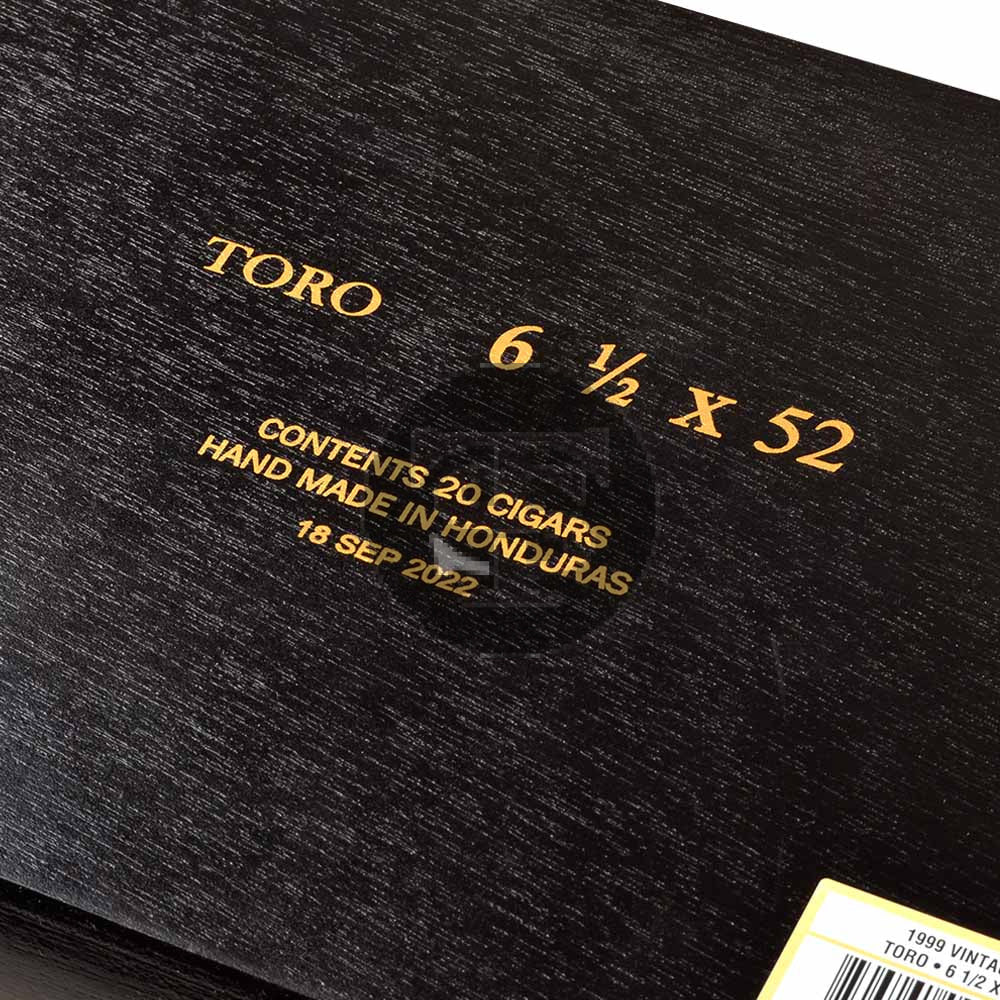 TORO 6 ½ X 52
CONTENTS 20 CIGARS
HAND MADE IN HONDURAS
18 SEP 2022
1999
TORO • 6 1/2 X